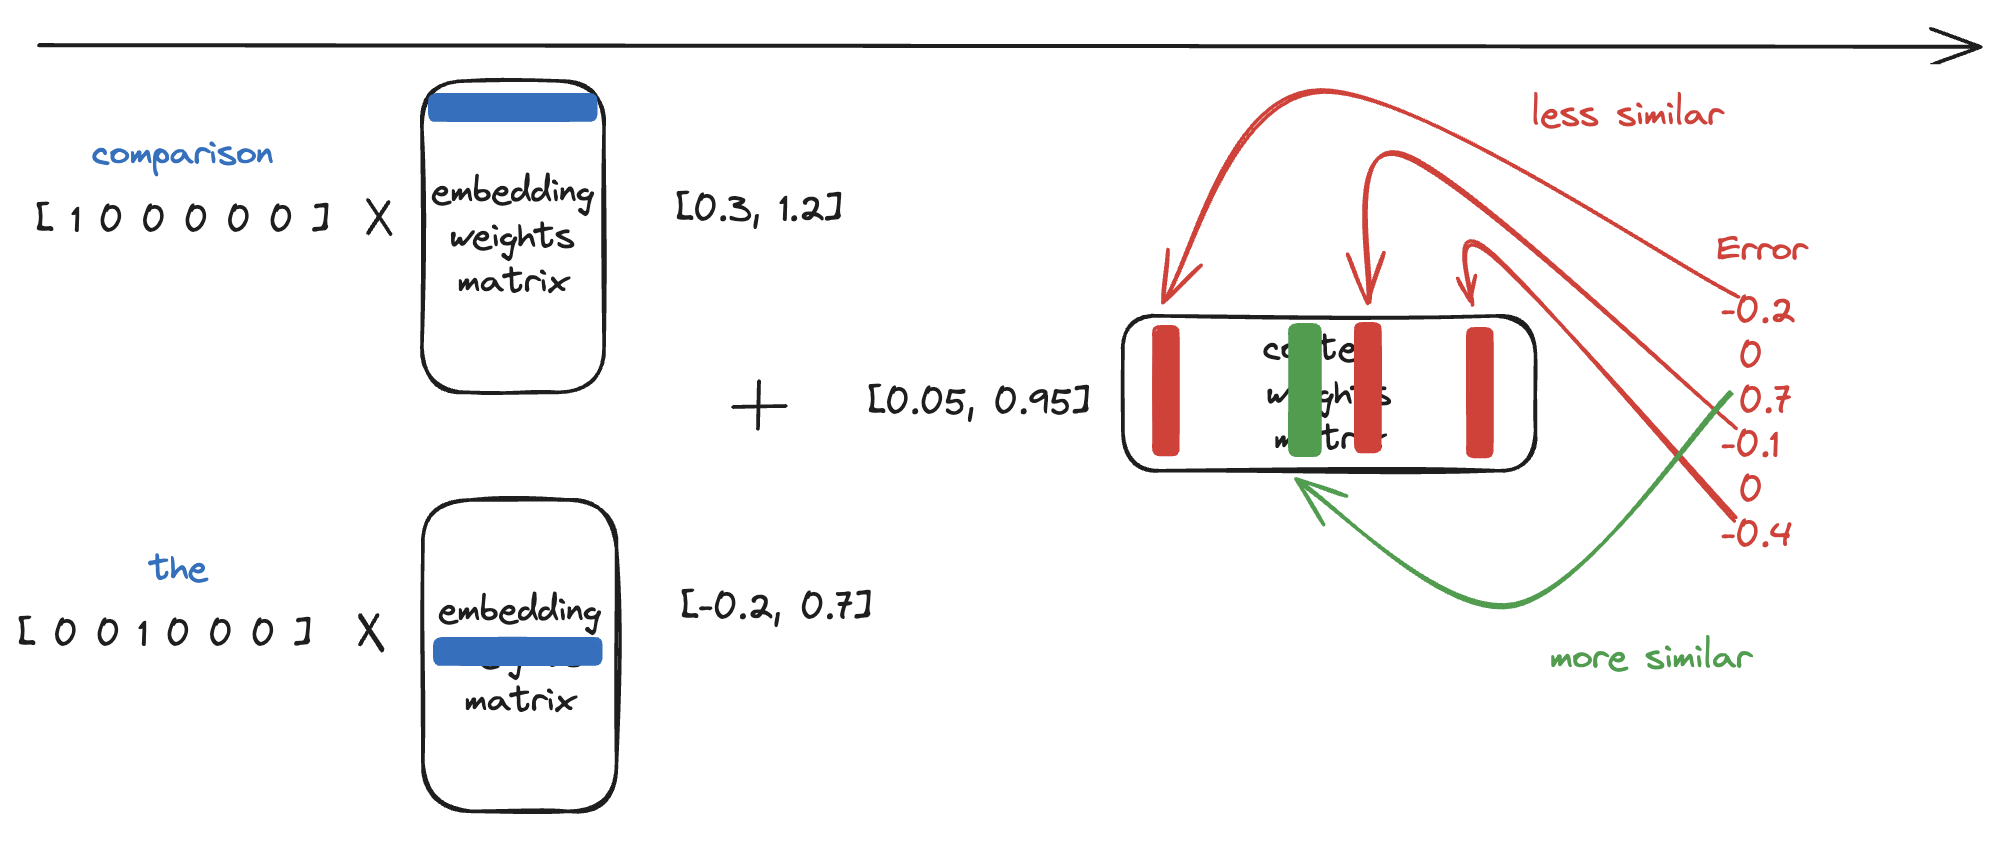 comparison
[ 1 0 0 0 0 0 ] X
embedding
weights
matrix
[0.3, 1.2]
less similar
Error
-0.2
0
0.7
-0.1
0
-0.4
+
[0.05, 0.95]
the
[ 0 0 1 0 0 0 ] X
embedding
matrix
[-0.2, 0.7]
more similar